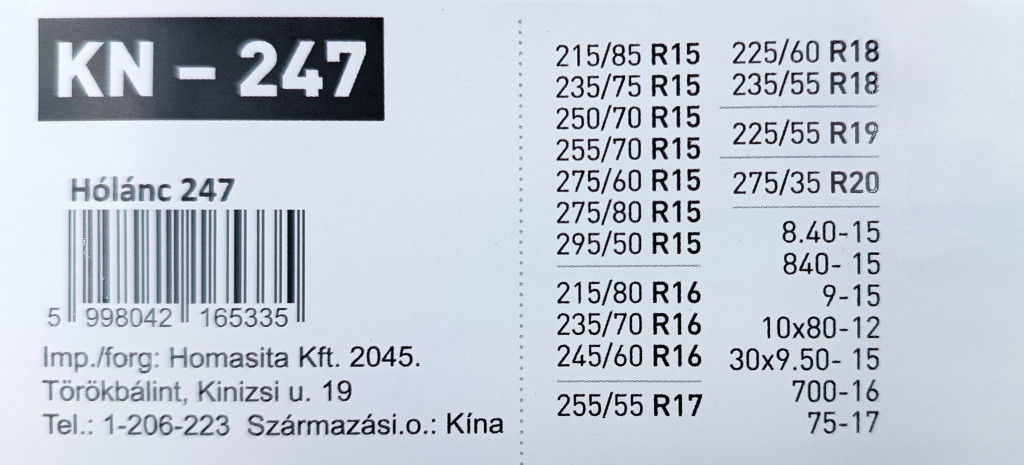 KN – 247
Hólánc 247
5 998042 165335
Imp./forg: Homasita Kft. 2045.
Törökbálint, Kinizsi u. 19
Tel.: 1-206-223 Származási.o.: Kína
215/85 R15
235/75 R15
250/70 R15
255/70 R15
275/60 R15
275/80 R15
295/50 R15
215/80 R16
235/70 R16
245/60 R16
255/55 R17
225/60 R18
235/55 R18
225/55 R19
275/35 R20
8.40-15
840- 15
9-15
10x80-12
30x9.50- 15
700-16
75-17